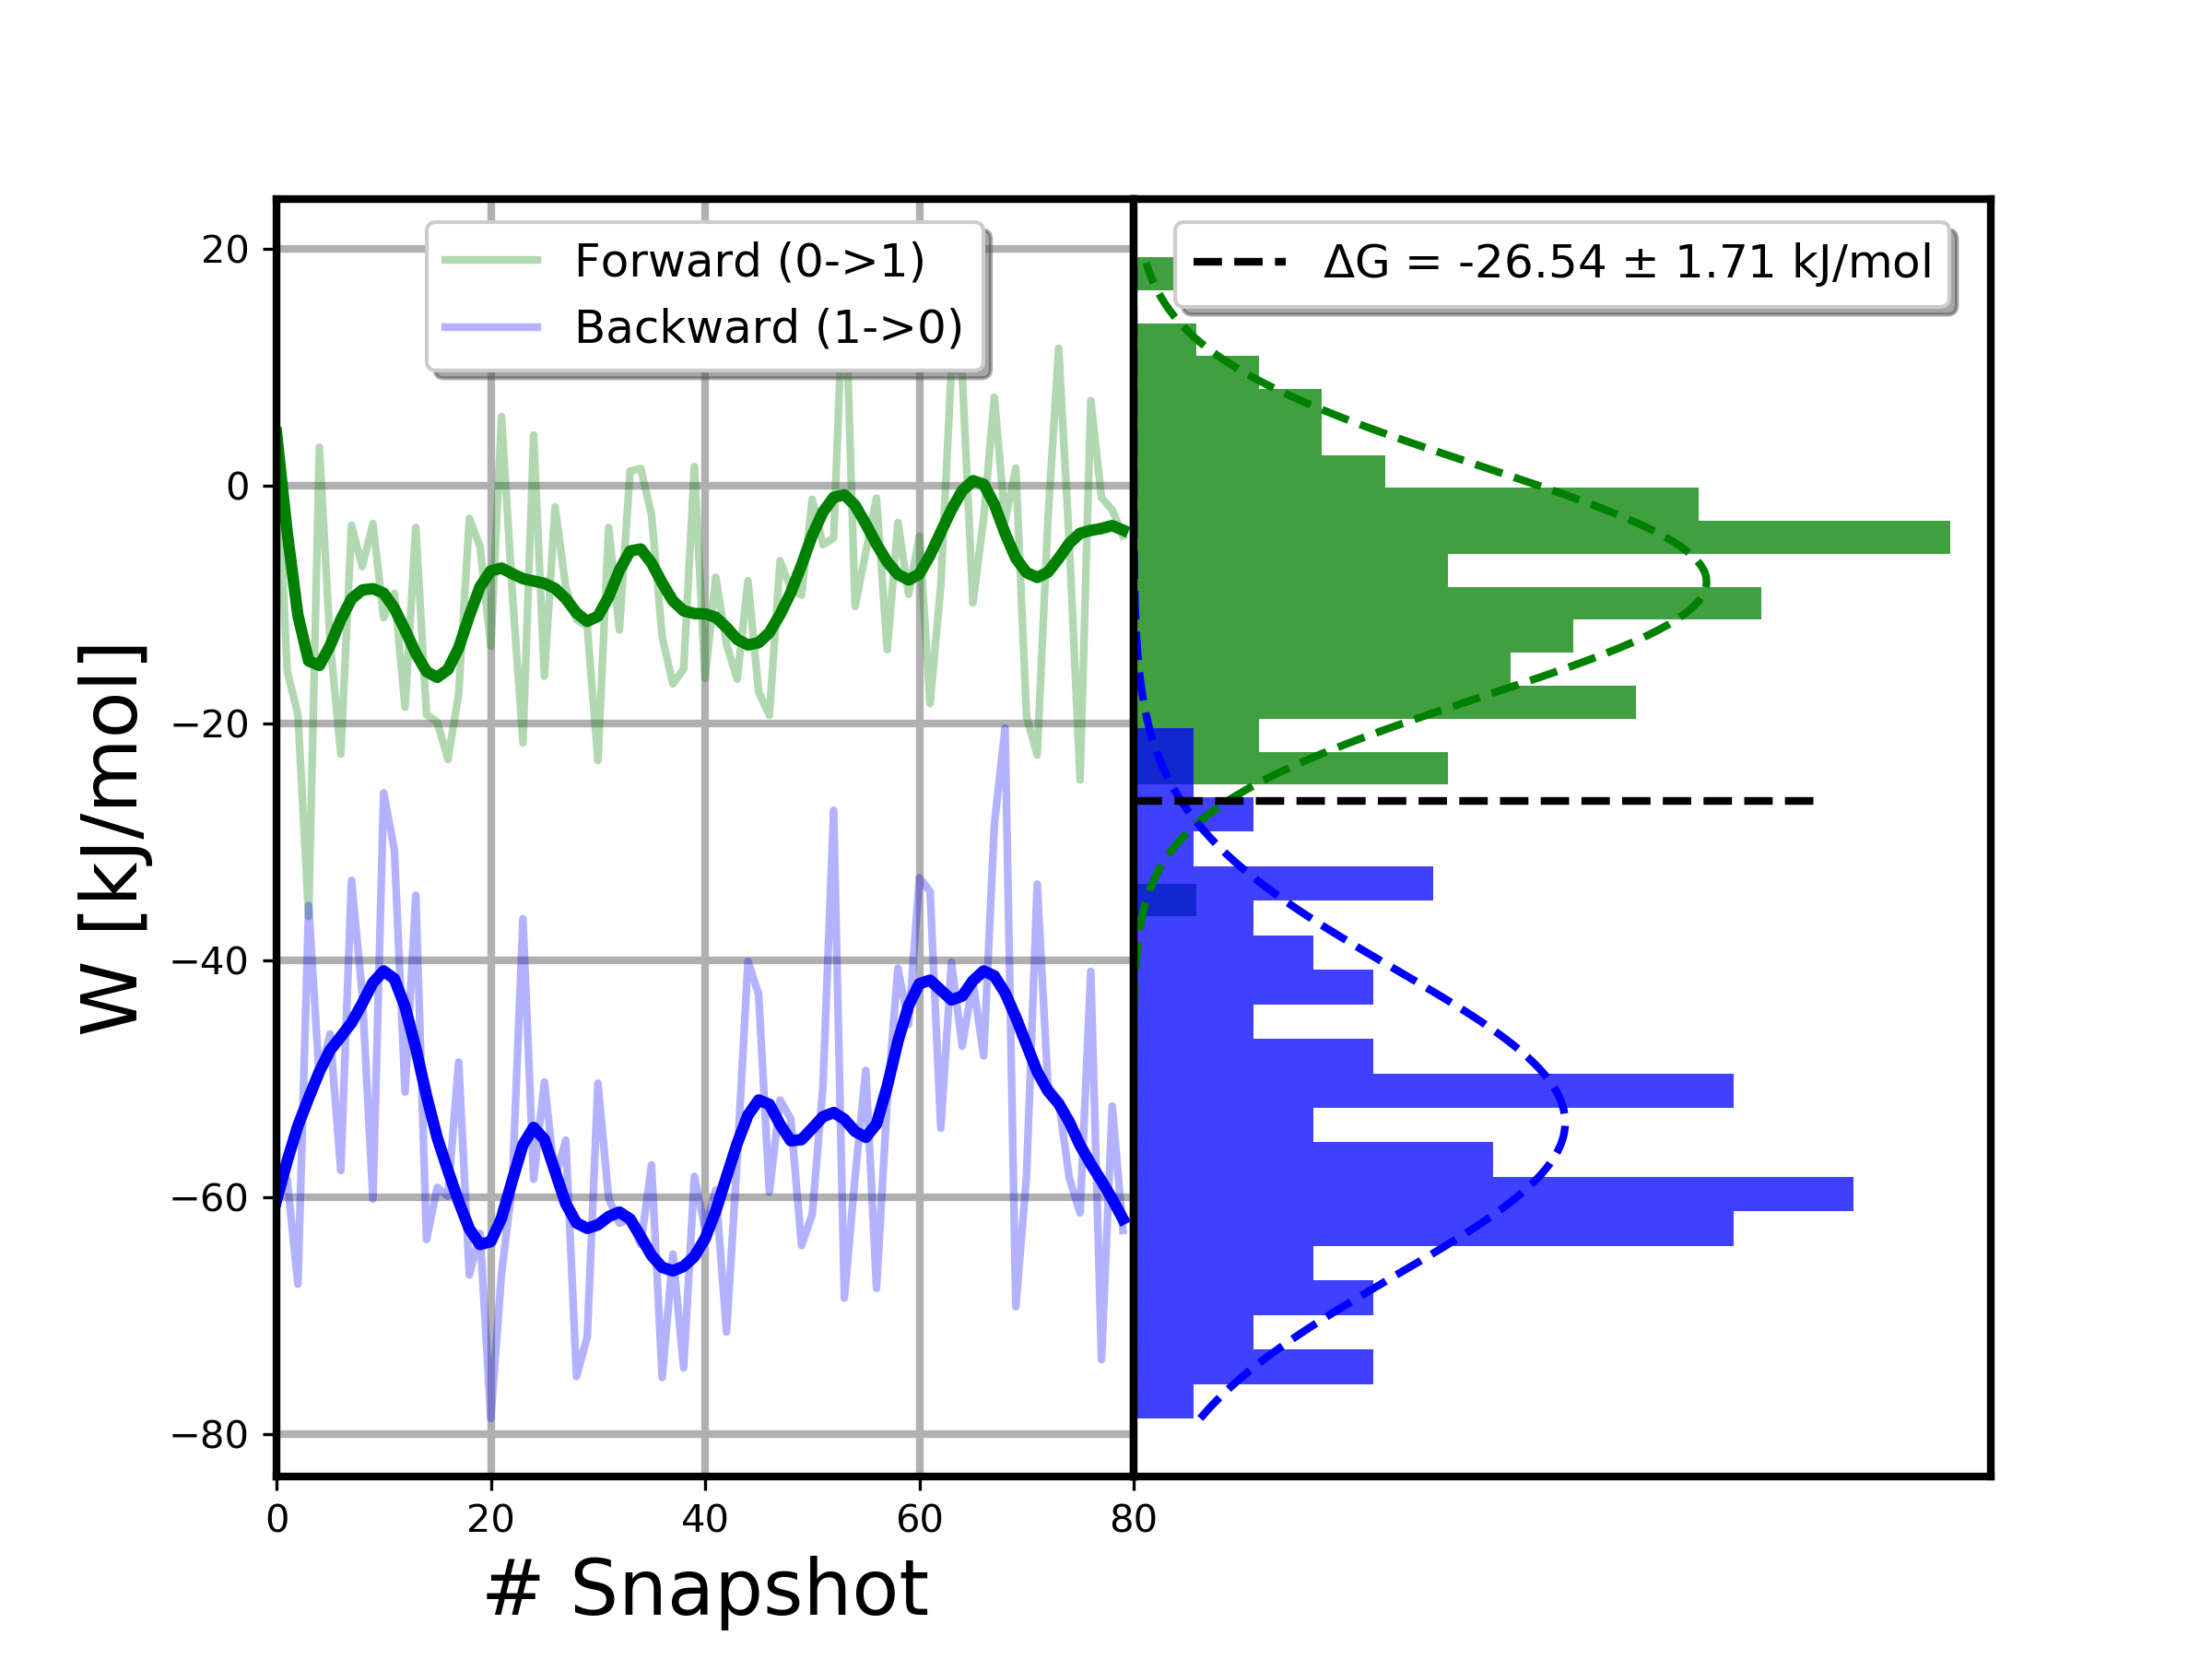 Forward (0->1)
Backward (1->0)
ΔG = -26.54 ± 1.71 kJ/mol
20
0
−20
−40
−60
−80
W [kJ/mol]
0 20 40 60 80
# Snapshot